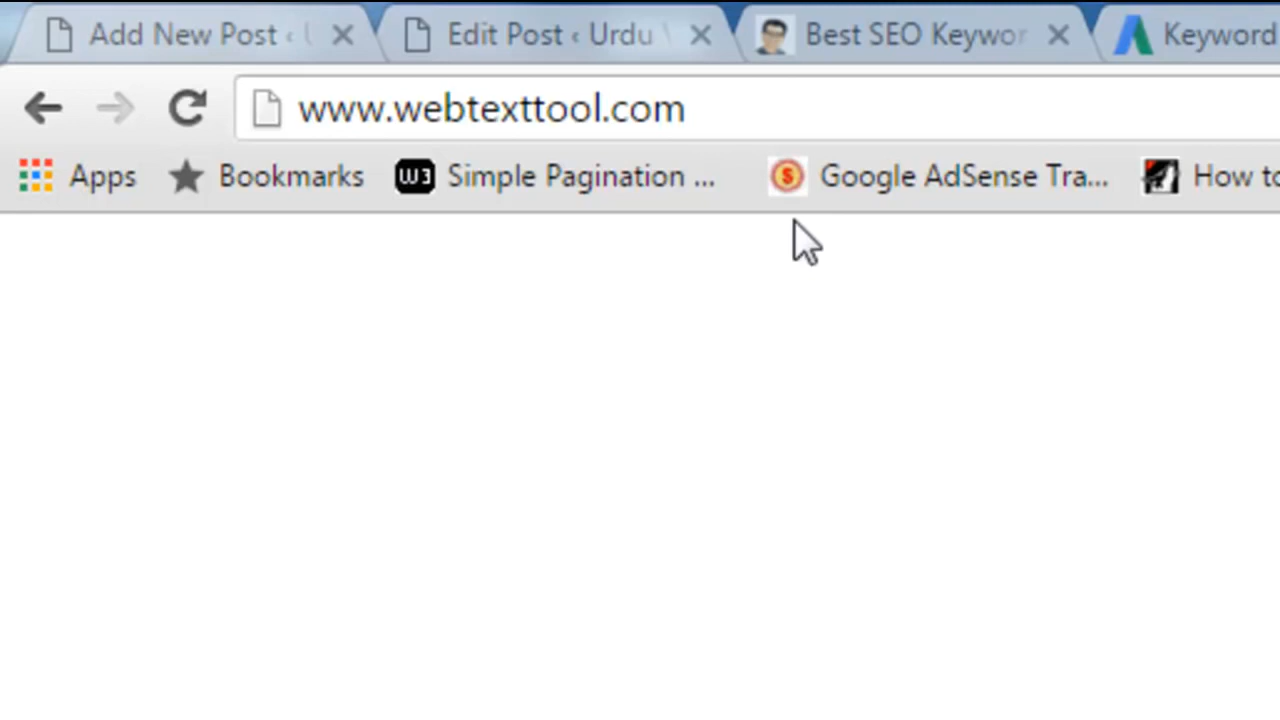 Add New Post ‹ Edit Post ‹ Urdu Best SEO Keywor Keyword
www.webtexttool.com
Apps Bookmarks W3 Simple Pagination ... $ Google AdSense Tra... How to